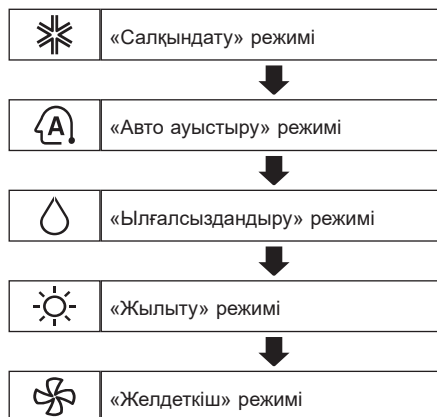 «Салқындату» режимі
A
«Авто ауыстыру» режимі
«Ылғалсыздандыру» режимі
«Жылыту» режимі
«Желдеткіш» режимі